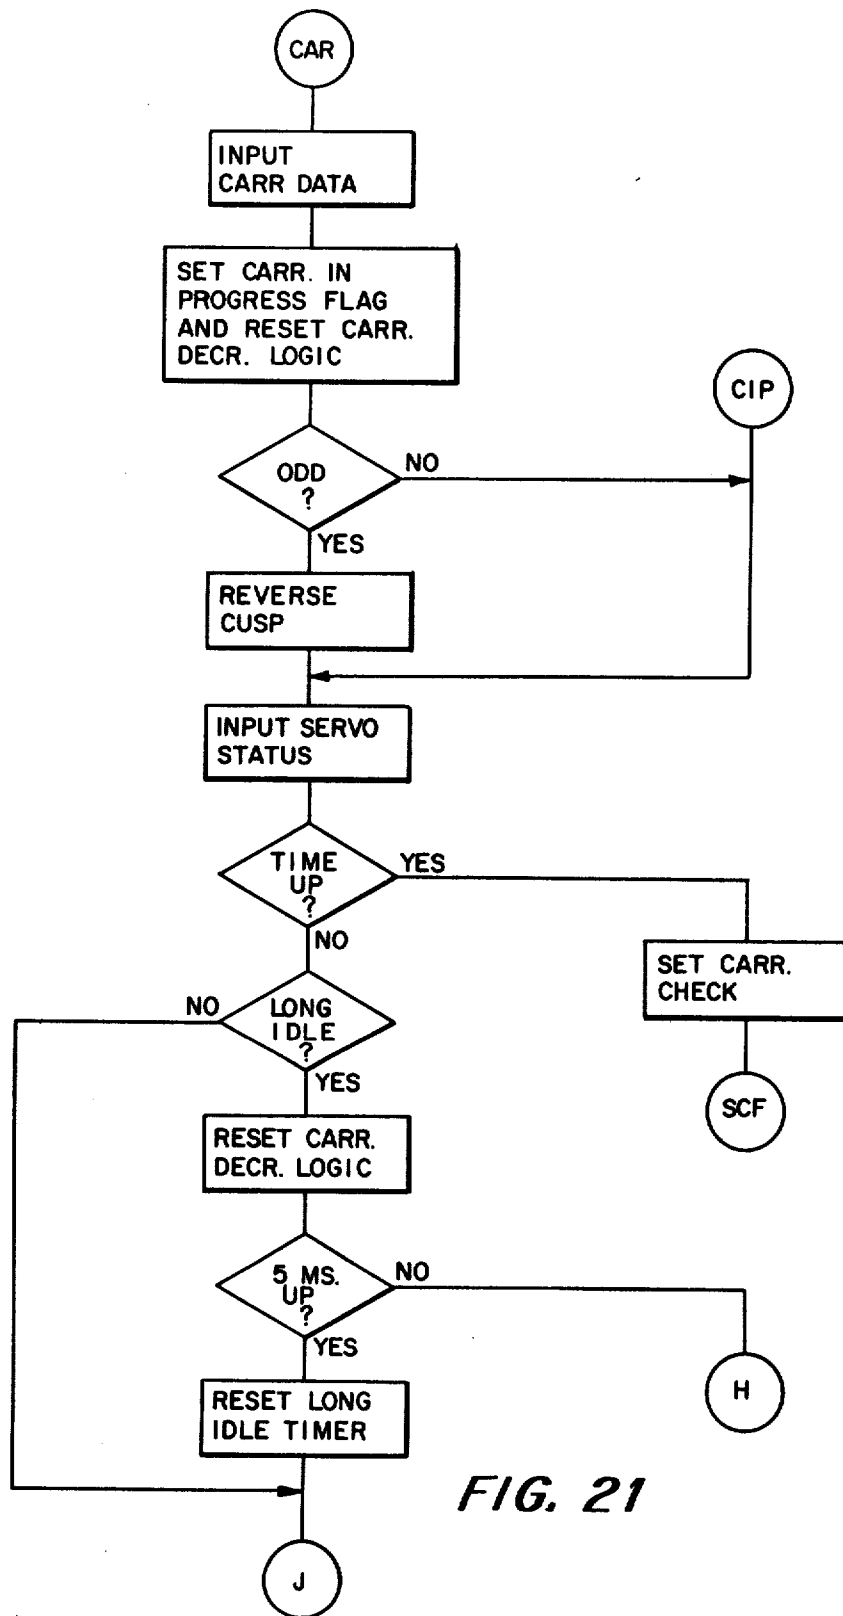 CAR
INPUT
CARR DATA
SET CARR. IN
PROGRESS FLAG
AND RESET CARR.
DECR. LOGIC
CIP
ODD
?
NO
YES
REVERSE
CUSP
INPUT SERVO
STATUS
TIME
UP
?
YES
NO
SET CARR.
CHECK
SCF
LONG
IDLE
?
NO
YES
RESET CARR.
DECR. LOGIC
5 MS.
UP
?
NO
YES
H
RESET LONG
IDLE TIMER
J
FIG. 21